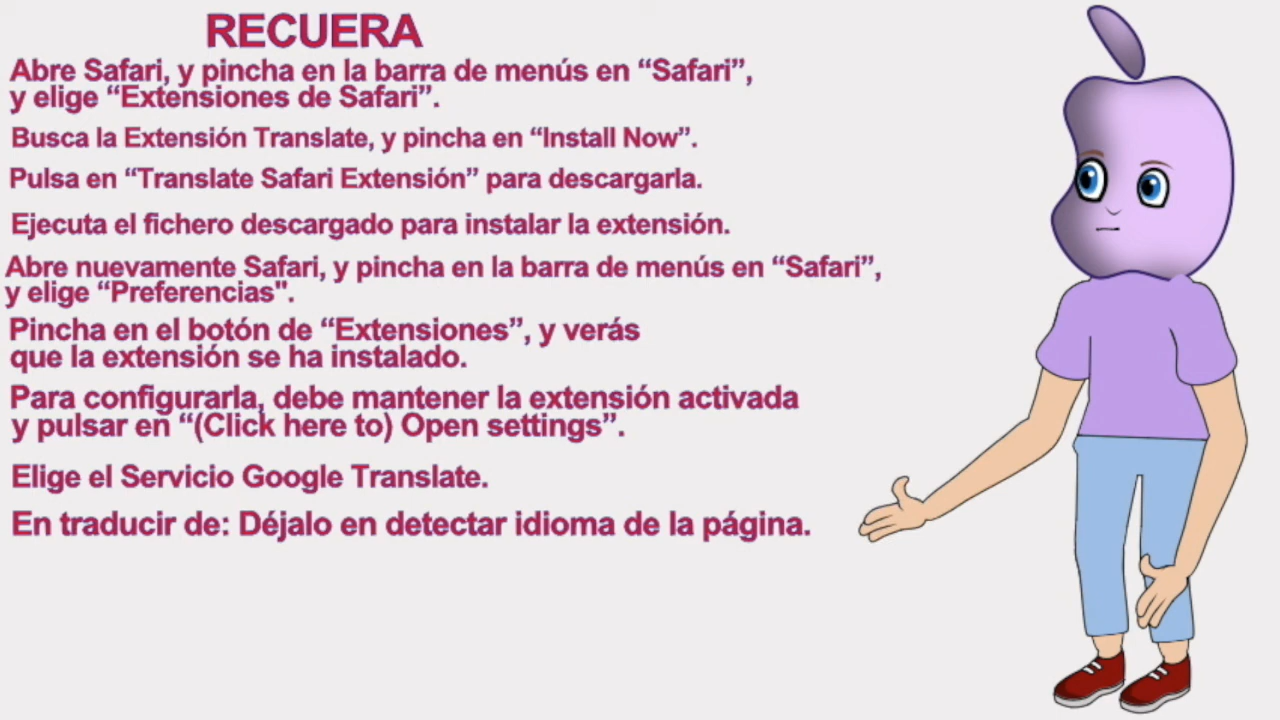 RECUERA
Abre Safari, y pincha en la barra de menús en “Safari”,
y elige “Extensiones de Safari”.
Busca la Extensión Translate, y pincha en “Install Now”.
Pulsa en “Translate Safari Extensión” para descargarla.
Ejecuta el fichero descargado para instalar la extensión.
Abre nuevamente Safari, y pincha en la barra de menús en “Safari”,
y elige “Preferencias".
Pincha en el botón de “Extensiones”, y verás
que la extensión se ha instalado.
Para configurarla, debe mantener la extensión activada
y pulsar en “(Click here to) Open settings”.
Elige el Servicio Google Translate.
En traducir de: Déjalo en detectar idioma de la página.